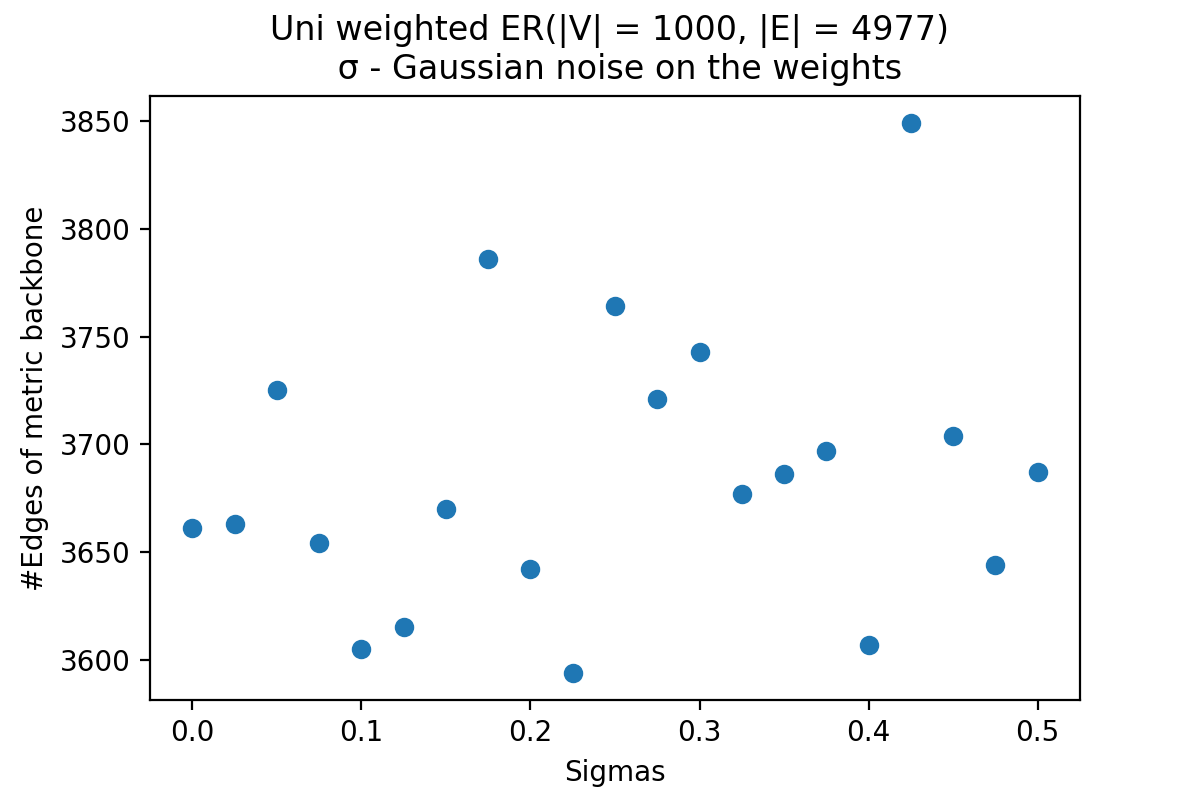 Uni weighted ER(|V| = 1000, |E| = 4977)
σ - Gaussian noise on the weights
#Edges of metric backbone
3850
3800
3750
3700
3650
3600
0.0 0.1 0.2 0.3 0.4 0.5
Sigmas